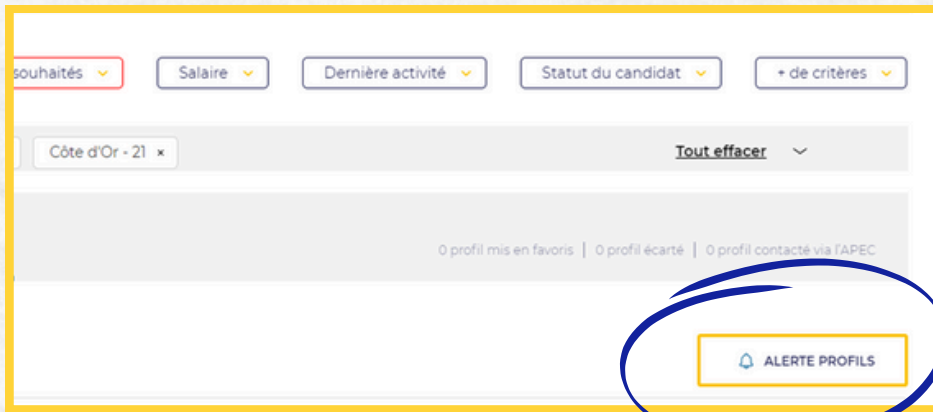 souhaités
Salaire
Dernière activité
Statut du candidat
+ de critères
Côte d'Or - 21 ×
Tout effacer
0 profil mis en favoris | 0 profil écarté | 0 profil contacté via l'APEC
ALERTE PROFILS